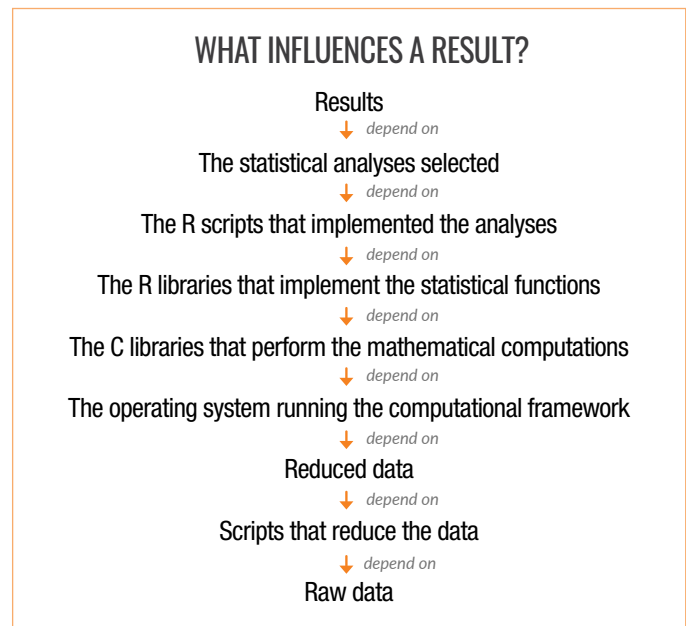 WHAT INFLUENCES A RESULT?
Results
depend on
The statistical analyses selected
depend on
The R scripts that implemented the analyses
depend on
The R libraries that implement the statistical functions
depend on
The C libraries that perform the mathematical computations
depend on
The operating system running the computational framework
depend on
Reduced data
depend on
Scripts that reduce the data
depend on
Raw data